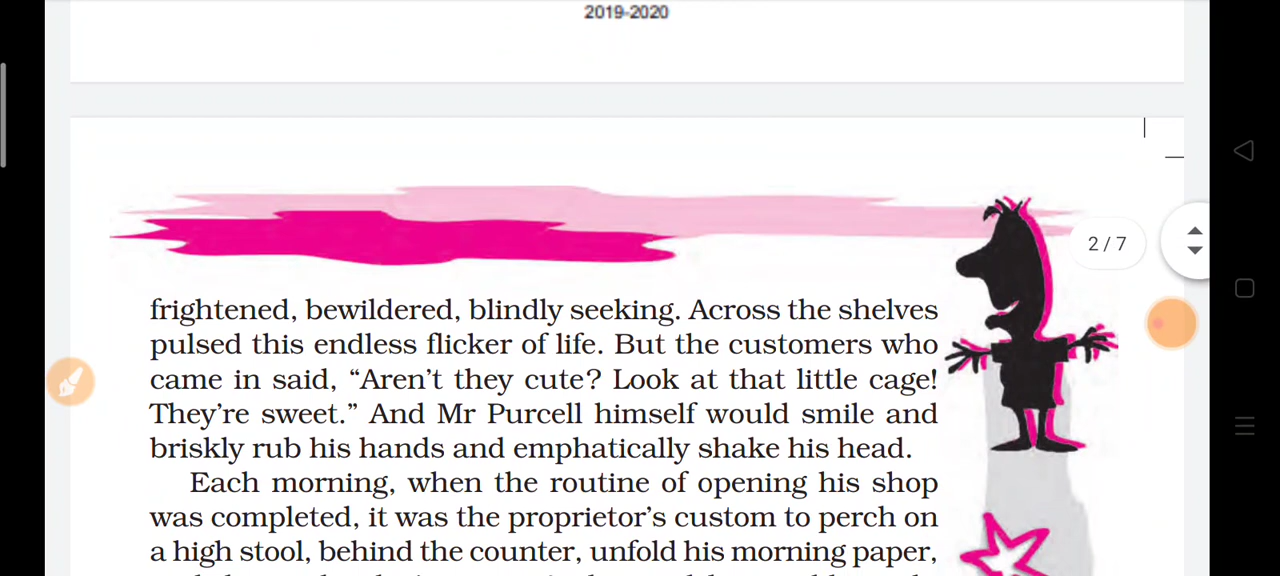 2019-2020
2 / 7
frightened, bewildered, blindly seeking. Across the shelves
pulsed this endless flicker of life. But the customers who
came in said, “Aren’t they cute? Look at that little cage!
They’re sweet.” And Mr Purcell himself would smile and
briskly rub his hands and emphatically shake his head.
Each morning, when the routine of opening his shop
was completed, it was the proprietor’s custom to perch on
a high stool, behind the counter, unfold his morning paper,